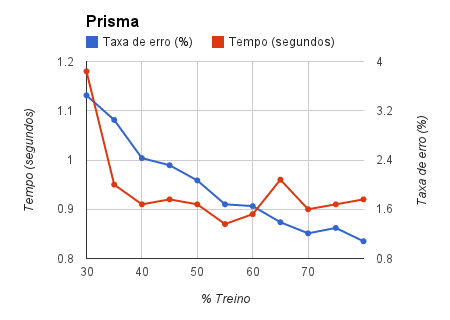 Prisma
Taxa de erro (%) Tempo (segundos)
1.2 4
1.1 3.2
1 2.4
0.9 1.6
0.8 0.8
Tempo (segundos)
Taxa de erro (%)
30 40 50 60 70
% Treino